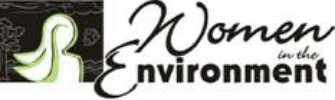 Women
in the
Environment